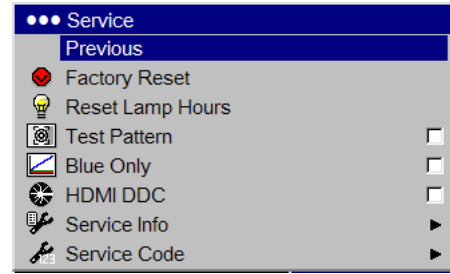 ••• Service
Previous
Factory Reset
Reset Lamp Hours
Test Pattern
Blue Only
HDMI DDC
Service Info
Service Code